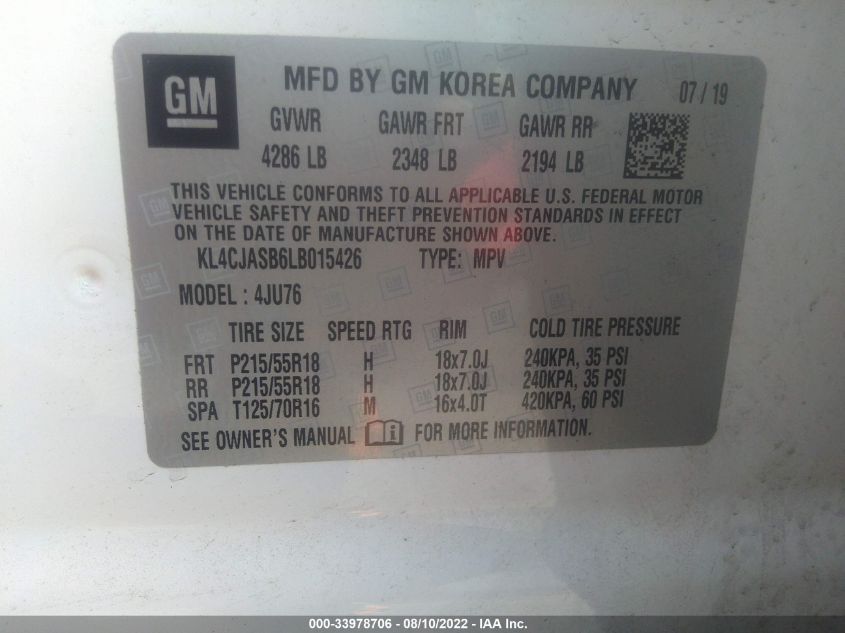 GM
MFD BY GM KOREA COMPANY 07 / 19
GVWR GAWR FRT GAWR RR
4286 LB 2348 LB 2194 LB
THIS VEHICLE CONFORMS TO ALL APPLICABLE U.S. FEDERAL MOTOR
VEHICLE SAFETY AND THEFT PREVENTION STANDARDS IN EFFECT
ON THE DATE OF MANUFACTURE SHOWN ABOVE.
KL4CJASB6LB015426 TYPE: MPV
MODEL : 4JU76
TIRE SIZE SPEED RTG RIM COLD TIRE PRESSURE
FRT P215/55R18 H 18x7.0J 240KPA, 35 PSI
RR P215/55R18 H 18x7.0J 240KPA, 35 PSI
SPA T125/70R16 M 16x4.0T 420KPA, 60 PSI
SEE OWNER'S MANUAL i FOR MORE INFORMATION.
000-33978706 - 08/10/2022 - IAA Inc.